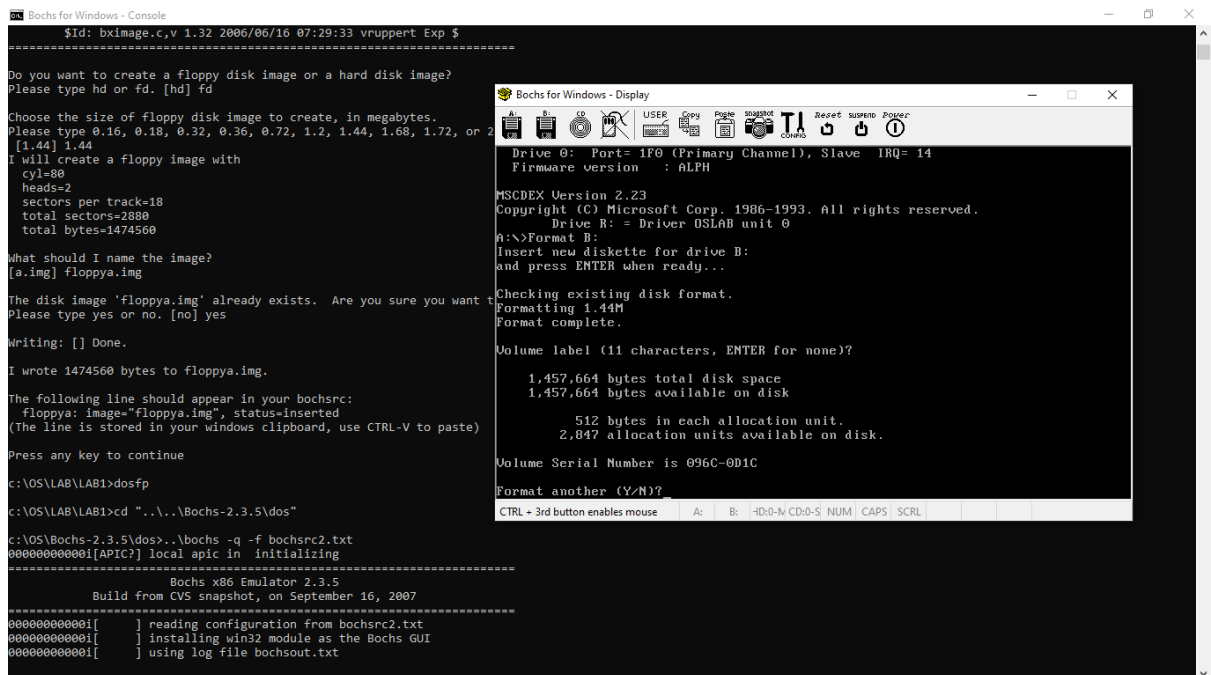 Bochs for Windows - Console
$Id: bximage.c,v 1.32 2006/06/16 07:29:33 vruppert Exp $
========================================================================
Do you want to create a floppy disk image or a hard disk image?
Please type hd or fd. [hd] fd
Choose the size of floppy disk image to create, in megabytes.
Please type 0.16, 0.18, 0.32, 0.36, 0.72, 1.2, 1.44, 1.68, 1.72, or 2
[1.44] 1.44
I will create a floppy image with
cyl=80
heads=2
sectors per track=18
total sectors=2880
total bytes=1474560
What should I name the image?
[a.img] floppya.img
The disk image 'floppya.img' already exists.  Are you sure you want t
Please type yes or no. [no] yes
Writing: [] Done.
I wrote 1474560 bytes to floppya.img.
The following line should appear in your bochsrc:
floppya: image="floppya.img", status=inserted
(The line is stored in your windows clipboard, use CTRL-V to paste)
Press any key to continue
c:\OS\LAB\LAB1>dosfp
c:\OS\LAB\LAB1>cd "..\..\Bochs-2.3.5\dos"
c:\OS\Bochs-2.3.5\dos>..\bochs -q -f bochsrc2.txt
00000000000i[APIC?] local apic in  initializing
========================================================================
Bochs x86 Emulator 2.3.5
Build from CVS snapshot, on September 16, 2007
========================================================================
00000000000i[     ] reading configuration from bochsrc2.txt
00000000000i[     ] installing win32 module as the Bochs GUI
00000000000i[     ] using log file bochsout.txt
Bochs for Windows - Display
A: B: CD USER Copy Paste snapshot CONFIG Reset SUSPEND Power
Drive 0:  Port= 1F0 (Primary Channel), Slave  IRQ= 14
Firmware version   : ALPH
MSCDEX Version 2.23
Copyright (C) Microsoft Corp. 1986-1993. All rights reserved.
Drive R: = Driver OSLAB unit 0
A:\>Format B:
Insert new diskette for drive B:
and press ENTER when ready...
Checking existing disk format.
Formatting 1.44M
Format complete.
Volume label (11 characters, ENTER for none)?
1,457,664 bytes total disk space
1,457,664 bytes available on disk
512 bytes in each allocation unit.
2,847 allocation units available on disk.
Volume Serial Number is 096C-0D1C
Format another (Y/N)?_
CTRL + 3rd button enables mouse A: B: HD:0-M CD:0-S NUM CAPS SCRL